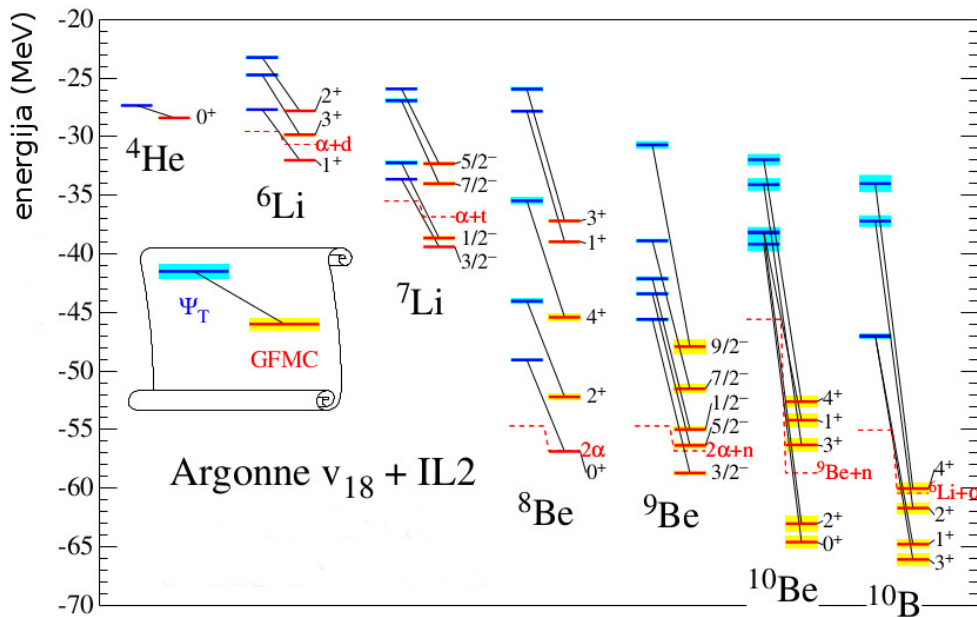 energija (MeV)
-20
-25
-30
-35
-40
-45
-50
-55
-60
-65
-70
0⁺
⁴He
2⁺
3⁺
α+d
1⁺
⁶Li
5/2⁻
7/2⁻
α+t
1/2⁻
3/2⁻
⁷Li
3⁺
1⁺
4⁺
2⁺
2α
0⁺
⁸Be
9/2⁻
7/2⁻
1/2⁻
5/2⁻
2α+n
3/2⁻
⁹Be
4⁺
1⁺
3⁺
⁹Be+n
2⁺
0⁺
¹⁰Be
4⁺
⁶Li+α
2⁺
1⁺
3⁺
¹⁰B
Ψ_T
GFMC
Argonne v₁₈ + IL2